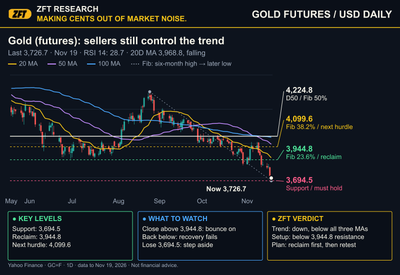 ZFT
ZFT RESEARCH
MAKING CENTS OUT OF MARKET NOISE.
GOLD FUTURES / USD DAILY
Gold (futures): sellers still control the trend
Last 3,726.7 · Nov 19 · RSI 14: 28.7 · 20D MA 3,968.8, falling
20 MA
50 MA
100 MA
Fib: six-month high → later low
4,224.8
D50 / Fib 50%
4,099.6
Fib 38.2% / next hurdle
3,944.8
Fib 23.6% / reclaim
3,694.5
Support / must hold
Now 3,726.7
May
Jun
Jul
Aug
Sep
Oct
Nov
KEY LEVELS
Support: 3,694.5
Reclaim: 3,944.8
Next hurdle: 4,099.6
WHAT TO WATCH
Close above 3,944.8: bounce on
Back below: recovery fails
Lose 3,694.5: step aside
ZFT VERDICT
Trend: down, below all three MAs
Setup: below 3,944.8 resistance
Plan: reclaim first, then retest
Yahoo Finance · GC=F · 1D · data to Nov 19, 2026 · Not financial advice.